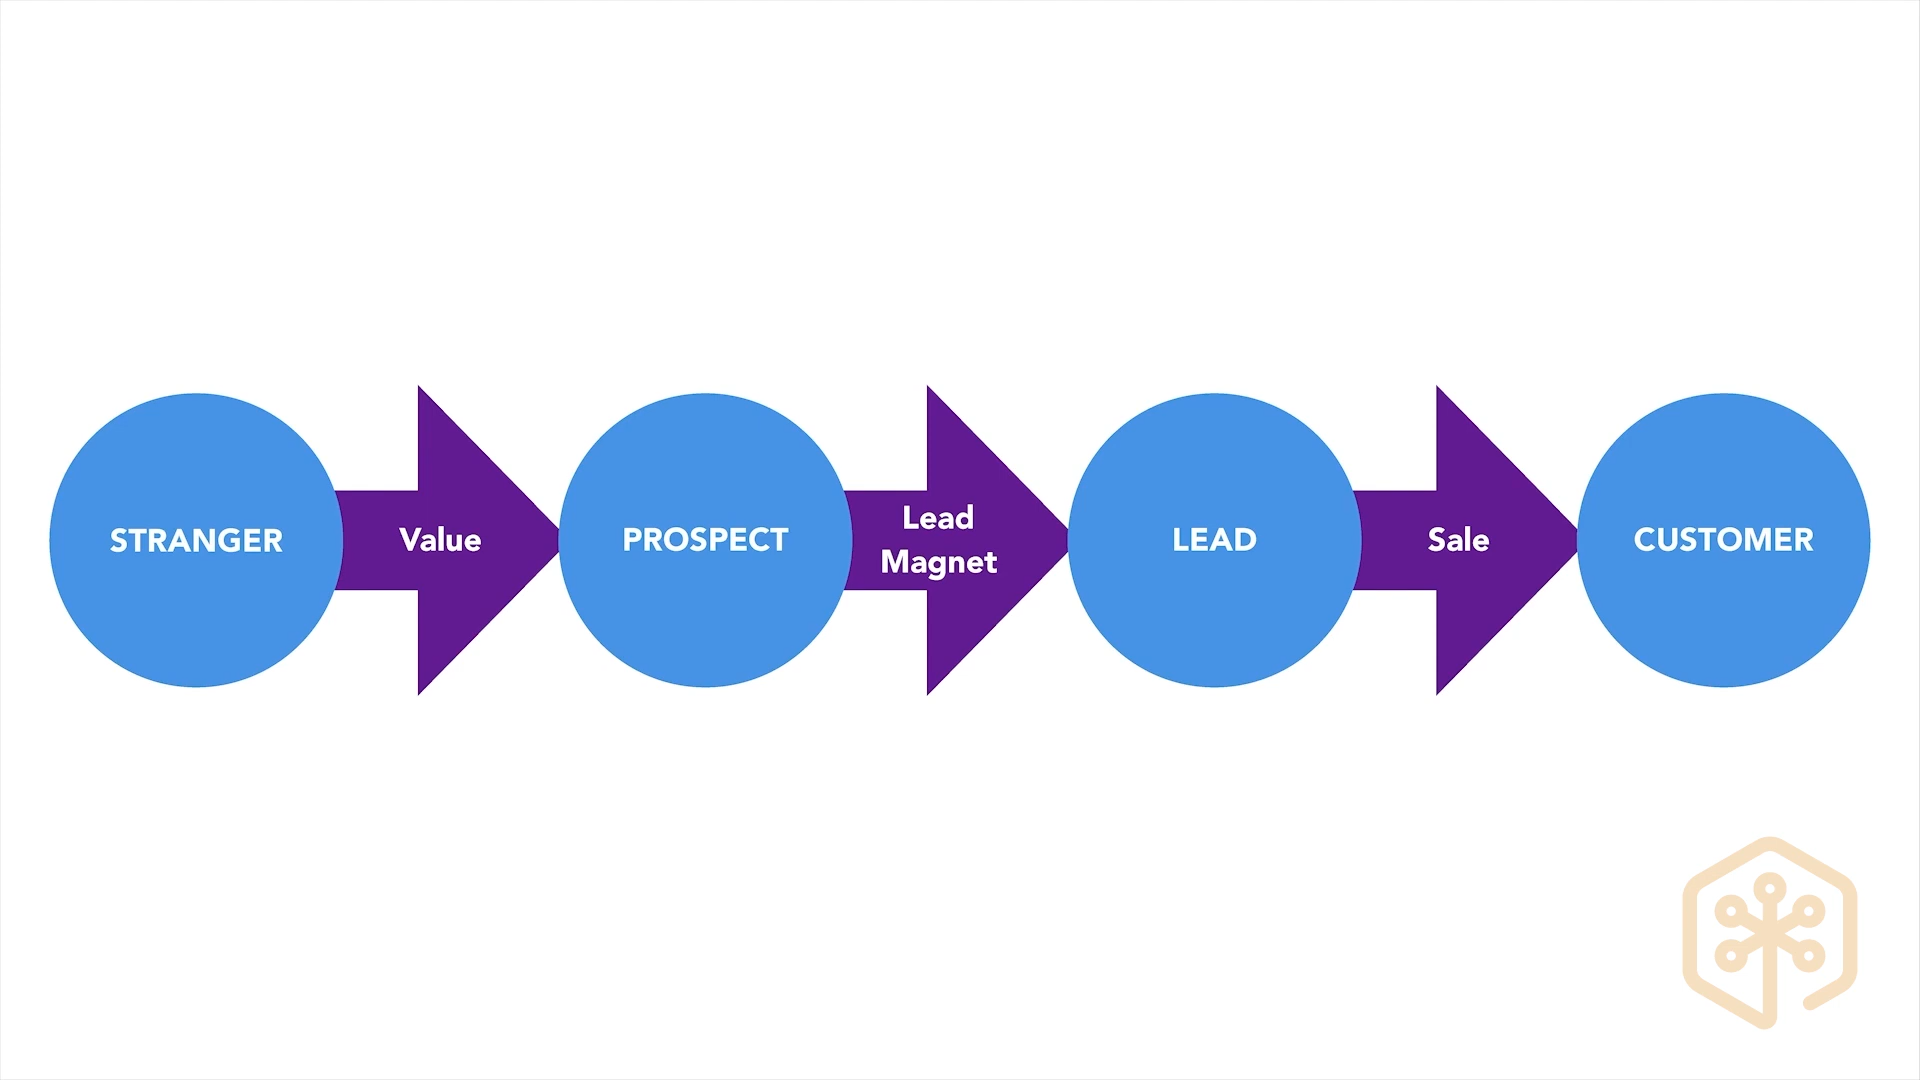 STRANGER
Value
PROSPECT
Lead
Magnet
LEAD
Sale
CUSTOMER